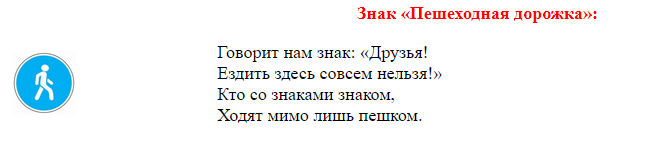 Знак «Пешеходная дорожка»:
Говорит нам знак: «Друзья!
Ездить здесь совсем нельзя!»
Кто со знаками знаком,
Ходят мимо лишь пешком.